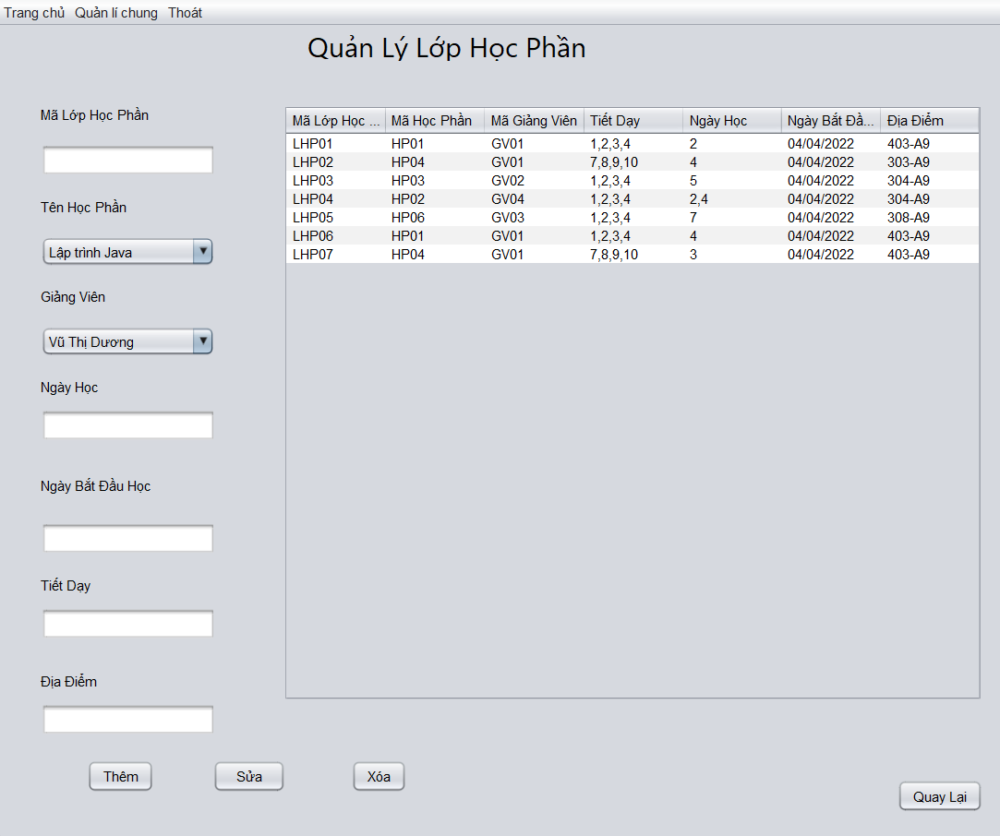 Trang chủ Quản lí chung Thoát
Quản Lý Lớp Học Phần
Mã Lớp Học Phần
Tên Học Phần
Lập trình Java
Giảng Viên
Vũ Thị Dương
Ngày Học
Ngày Bắt Đầu Học
Tiết Dạy
Địa Điểm
Mã Lớp Học ... Mã Học Phần Mã Giảng Viên Tiết Dạy Ngày Học Ngày Bắt Đầ... Địa Điểm
LHP01 HP01 GV01 1,2,3,4 2 04/04/2022 403-A9
LHP02 HP04 GV01 7,8,9,10 4 04/04/2022 303-A9
LHP03 HP03 GV02 1,2,3,4 5 04/04/2022 304-A9
LHP04 HP02 GV04 1,2,3,4 2,4 04/04/2022 304-A9
LHP05 HP06 GV03 1,2,3,4 7 04/04/2022 308-A9
LHP06 HP01 GV01 1,2,3,4 4 04/04/2022 403-A9
LHP07 HP04 GV01 7,8,9,10 3 04/04/2022 403-A9
Thêm Sửa Xóa
Quay Lại